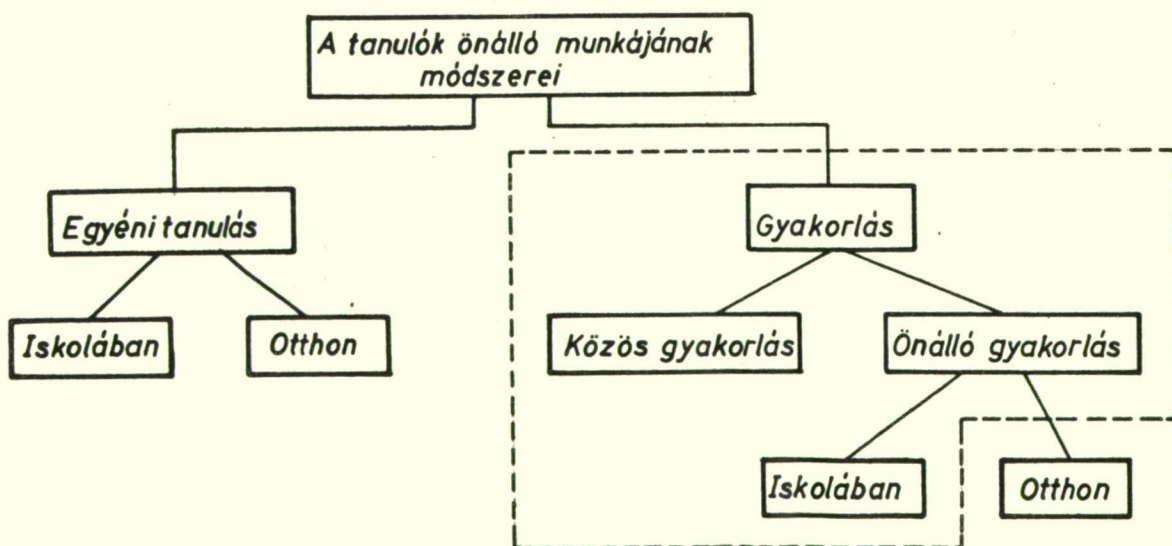 A tanulók önálló munkájának
módszerei
Egyéni tanulás
Gyakorlás
Iskolában
Otthon
Közös gyakorlás
Önálló gyakorlás
Iskolában
Otthon